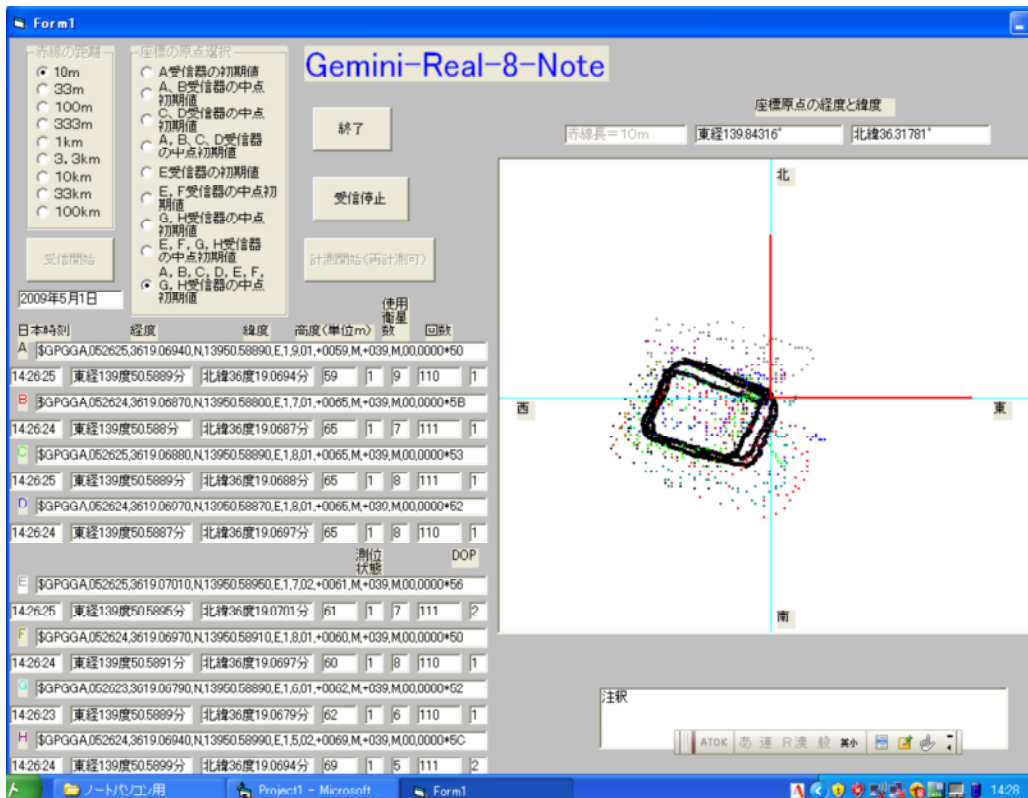 Form1
Gemini-Real-8-Note
赤線の距離
10m
33m
100m
333m
1km
3.3km
10km
33km
100km
座標の原点選択
A受信器の初期値
A、B受信器の中点
初期値
C、D受信器の中点
初期値
A，B，C，D受信器
の中点初期値
E受信器の初期値
E，F受信器の中点初
期値
G，H受信器の中点
初期値
E，F，G，H受信器
の中点初期値
A，B，C，D，E，F，
G，H受信器の中点
初期値
終了
受信停止
受信開始
計測開始(再計測可)
2009年5月1日
座標原点の経度と緯度
赤線長=10m
東経139.84316°
北緯36.31781°
北
西
東
南
日本時刻 経度 緯度 高度(単位m) 使用衛星数 回数
A $GPGGA,052625,3619.06940,N,13950.58890,E,1,9,01,+0059,M,+039,M,00,0000*50
14:26:25 東経139度50.5889分 北緯36度19.0694分 59 1 9 110 1
B $GPGGA,052624,3619.06870,N,13950.58800,E,1,7,01,+0065,M,+039,M,00,0000*5B
14:26:24 東経139度50.588分 北緯36度19.0687分 65 1 7 111 1
C $GPGGA,052625,3619.06880,N,13950.58890,E,1,8,01,+0065,M,+039,M,00,0000*53
14:26:25 東経139度50.5889分 北緯36度19.0688分 65 1 8 111 1
D $GPGGA,052624,3619.06970,N,13950.58870,E,1,8,01,+0065,M,+039,M,00,0000*52
14:26:24 東経139度50.5887分 北緯36度19.0697分 65 1 8 110 1
測位状態 DOP
E $GPGGA,052625,3619.07010,N,13950.58950,E,1,7,02,+0061,M,+039,M,00,0000*56
14:26:25 東経139度50.5895分 北緯36度19.0701分 61 1 7 111 2
F $GPGGA,052624,3619.06970,N,13950.58910,E,1,8,01,+0060,M,+039,M,00,0000*50
14:26:24 東経139度50.5891分 北緯36度19.0697分 60 1 8 110 1
G $GPGGA,052623,3619.06790,N,13950.58890,E,1,6,01,+0062,M,+039,M,00,0000*52
14:26:23 東経139度50.5889分 北緯36度19.0679分 62 1 6 110 1
H $GPGGA,052624,3619.06940,N,13950.58990,E,1,5,02,+0069,M,+039,M,00,0000*5C
14:26:24 東経139度50.5899分 北緯36度19.0694分 69 1 5 111 2
注釈
ATOK あ 連 R漢 般 英小
ノートパソコン用
Project1 - Microsoft
Form1
14:28